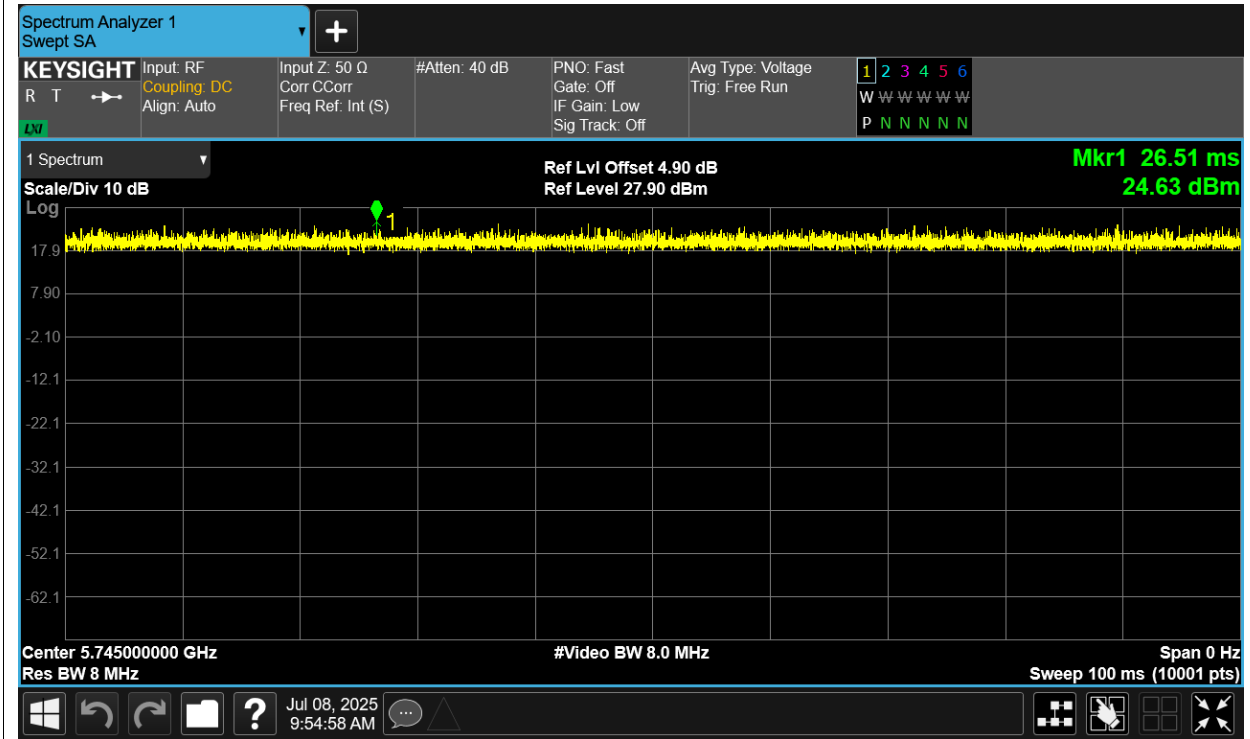 Spectrum Analyzer 1
Swept SA
KEYSIGHT
R T
LXI
Input: RF
Coupling: DC
Align: Auto
Input Z: 50 Ω
Corr CCorr
Freq Ref: Int (S)
#Atten: 40 dB
PNO: Fast
Gate: Off
IF Gain: Low
Sig Track: Off
Avg Type: Voltage
Trig: Free Run
1 2 3 4 5 6
W W W W W W
P N N N N N
1 Spectrum
Scale/Div 10 dB
Ref Lvl Offset 4.90 dB
Ref Level 27.90 dBm
Mkr1 26.51 ms
24.63 dBm
Log
1
17.9
7.90
-2.10
-12.1
-22.1
-32.1
-42.1
-52.1
-62.1
Center 5.745000000 GHz
#Video BW 8.0 MHz
Span 0 Hz
Res BW 8 MHz
Sweep 100 ms (10001 pts)
?
Jul 08, 2025
9:54:58 AM